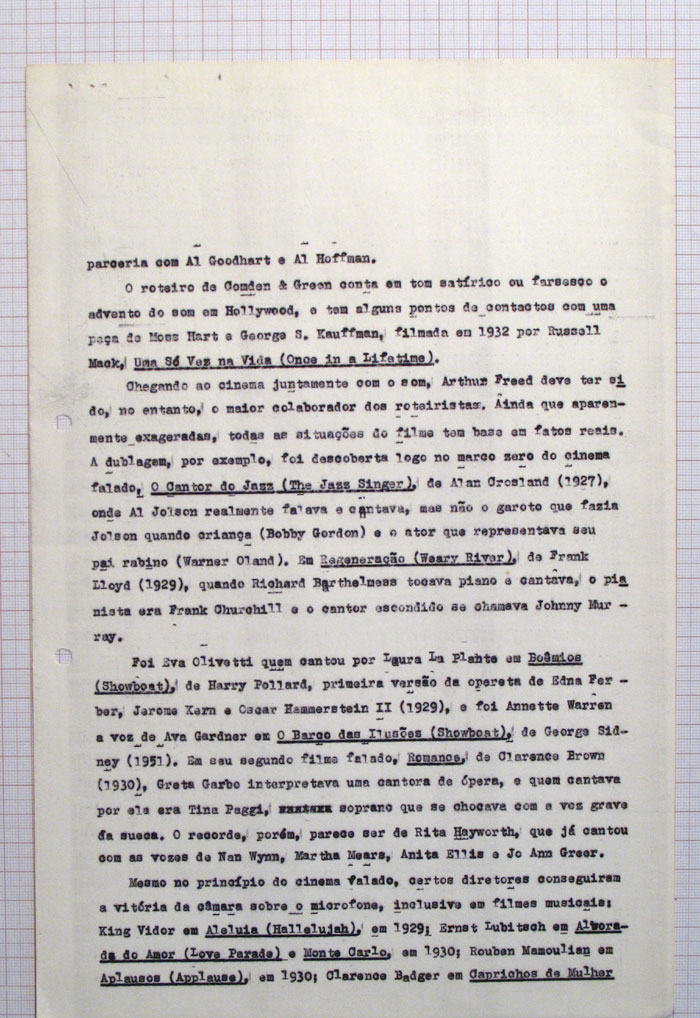 parceria com Al Goodhart e Al Hoffman.
O roteiro de Comden & Green conta em tom satírico ou farsesco o
advento do som em Hollywood, e tem alguns pontos de contactos com uma
peça de Moss Hart e George S. Kauffman, filmada em 1932 por Russell
Mack, Uma Só Vez na Vida (Once in a Lifetime).
Chegando ao cinema juntamente com o som, Arthur Freed deve ter si
do, no entanto, o maior colaborador dos roteiristas. Ainda que aparen-
mente exageradas, todas as situações do filme tem base em fatos reais.
A dublagem, por exemplo, foi descoberta logo no marco zero do cinema
falado, O Cantor do Jazz (The Jazz Singer), de Alan Crosland (1927),
onde Al Jolson realmente falava e cantava, mas não o garoto que fazia
Jolson quando criança (Bobby Gordon) e o ator que representava seu
pai rabino (Warner Oland). Em Regeneração (Weary River), de Frank
Lloyd (1929), quando Richard Barthelmess tocava piano e cantava, o pia
nista era Frank Churchill e o cantor escondido se chamava Johnny Mur -
ray.
Foi Eva Olivetti quem cantou por Laura La Plante em Boêmios
(Showboat), de Harry Pollard, primeira versão da opereta de Edna Fer -
ber, Jerome Kern e Oscar Hammerstein II (1929), e foi Annette Warren
a voz de Ava Gardner em O Barco das Ilusões (Showboat), de George Sid-
ney (1951). Em seu segundo filme falado, Romance, de Clarence Brown
(1930), Greta Garbo interpretava uma cantora de ópera, e quem cantava
por ela era Tina Paggi, soprano que se chocava com a voz grave
da sueca. O recorde, porém, parece ser de Rita Hayworth, que já cantou
com as vozes de Nan Wynn, Martha Mears, Anita Ellis e Jo Ann Greer.
Mesmo no princípio do cinema falado, certos diretores conseguiram
a vitória da câmara sobre o microfone, inclusive em filmes musicais:
King Vidor em Aleluia (Hallelujah), em 1929; Ernst Lubitsch em Alvora-
da do Amor (Love Parade) e Monte Carlo, em 1930; Rouben Mamoulian em
Aplausos (Applause), em 1930; Clarence Badger em Caprichos de Mulher